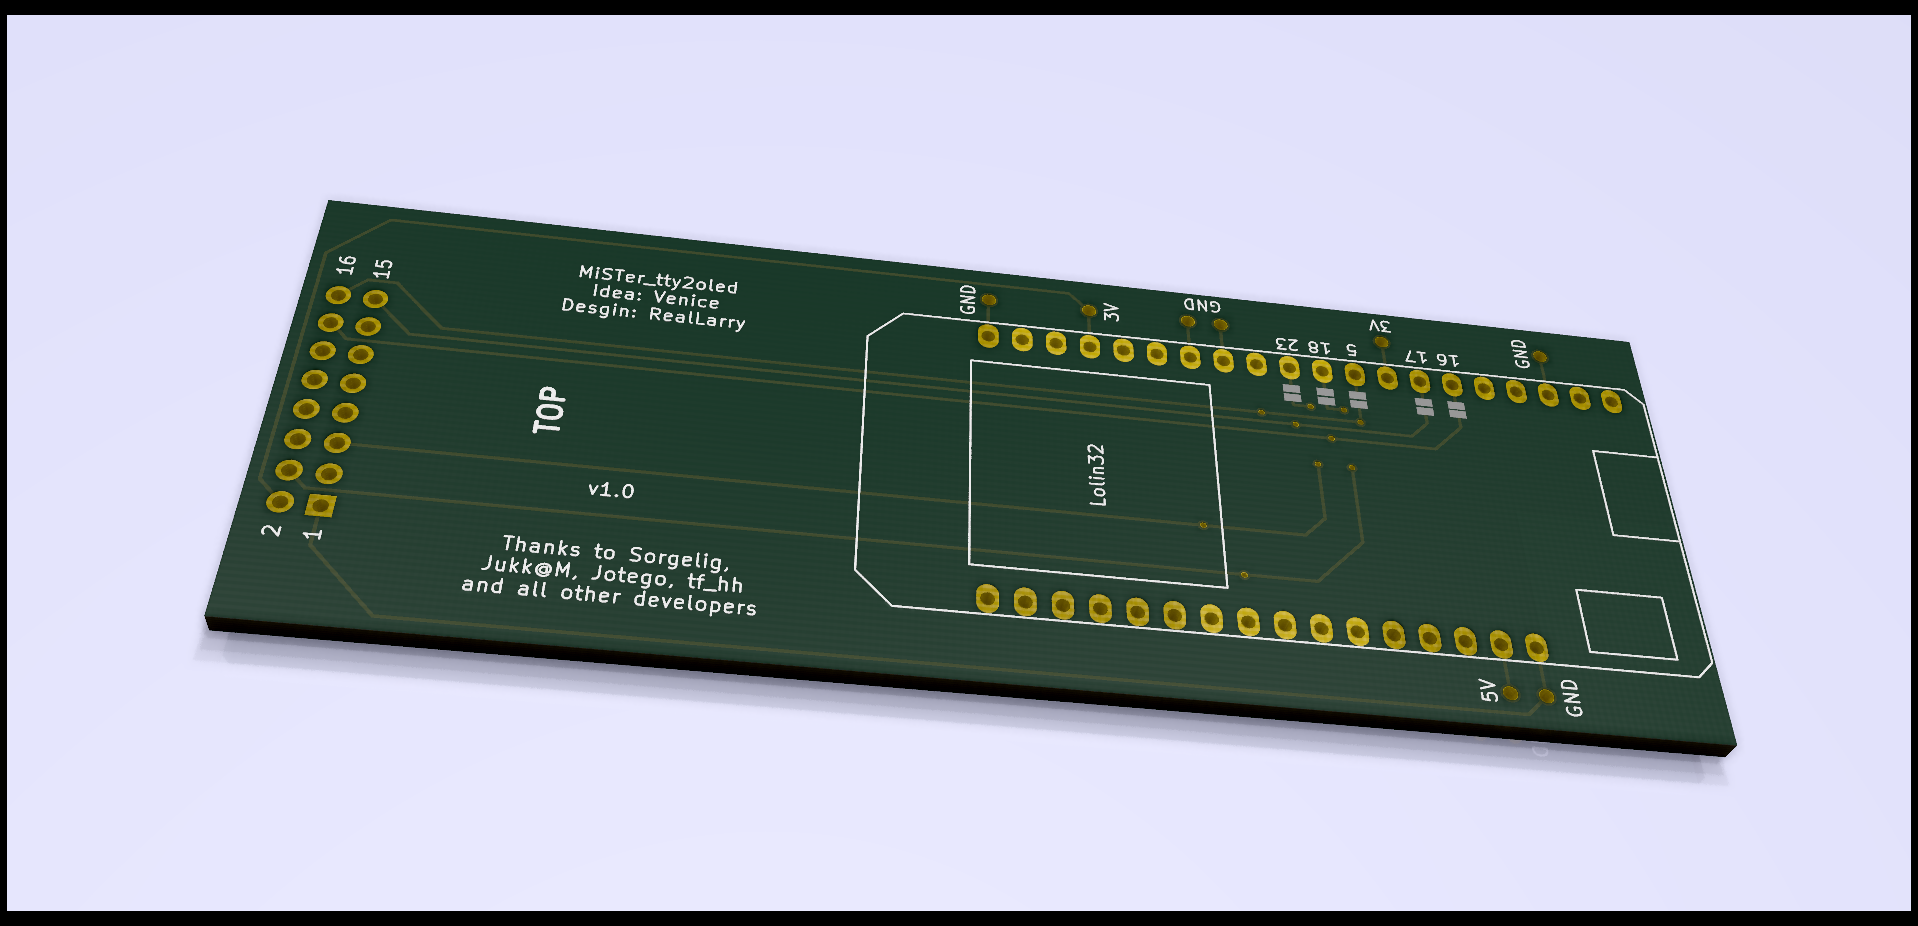 16 15
MiSTer_tty2oled
Idea: Venice
Desgin: RealLarry
GND
3V
GND
3V
GND
23 18 5 17 16
TOP
Lolin32
v1.0
2 1
Thanks to Sorgelig,
Jukk@M, Jotego, tf_hh
and all other developers
5V
GND